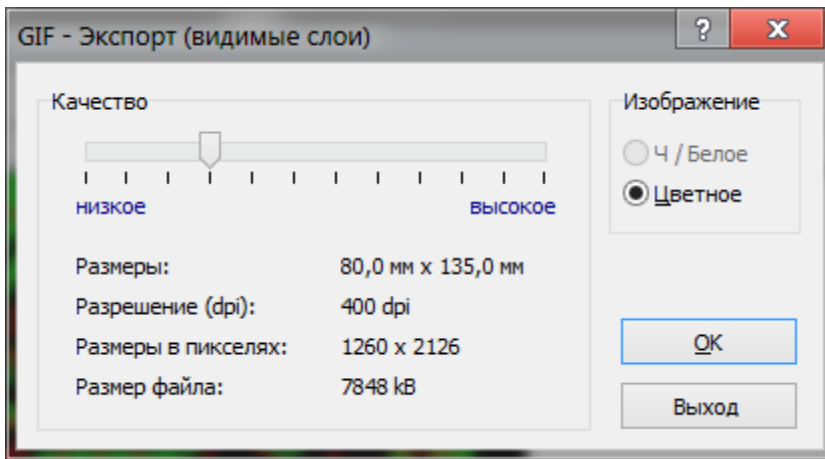 GIF - Экспорт (видимые слои)
?
Качество
низкое
высокое
Размеры: 80,0 мм x 135,0 мм
Разрешение (dpi): 400 dpi
Размеры в пикселях: 1260 x 2126
Размер файла: 7848 kB
Изображение
Ч / Белое
Цветное
OK
Выход